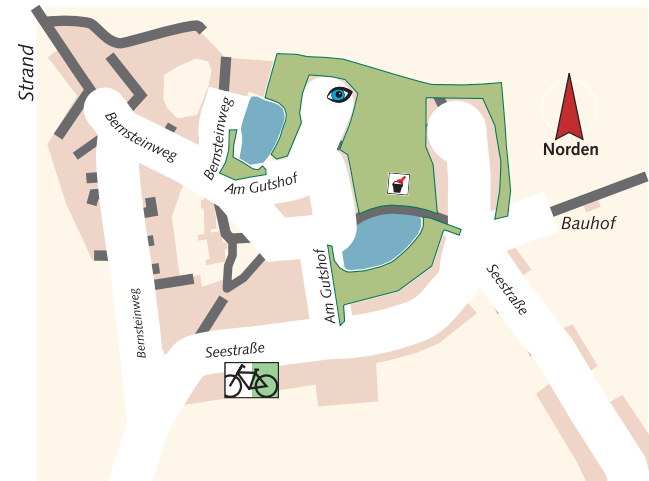 Strand
Bernsteinweg
Bernsteinweg
Am Gutshof
Norden
Bauhof
Am Gutshof
Seestraße
Bernsteinweg
Seestraße